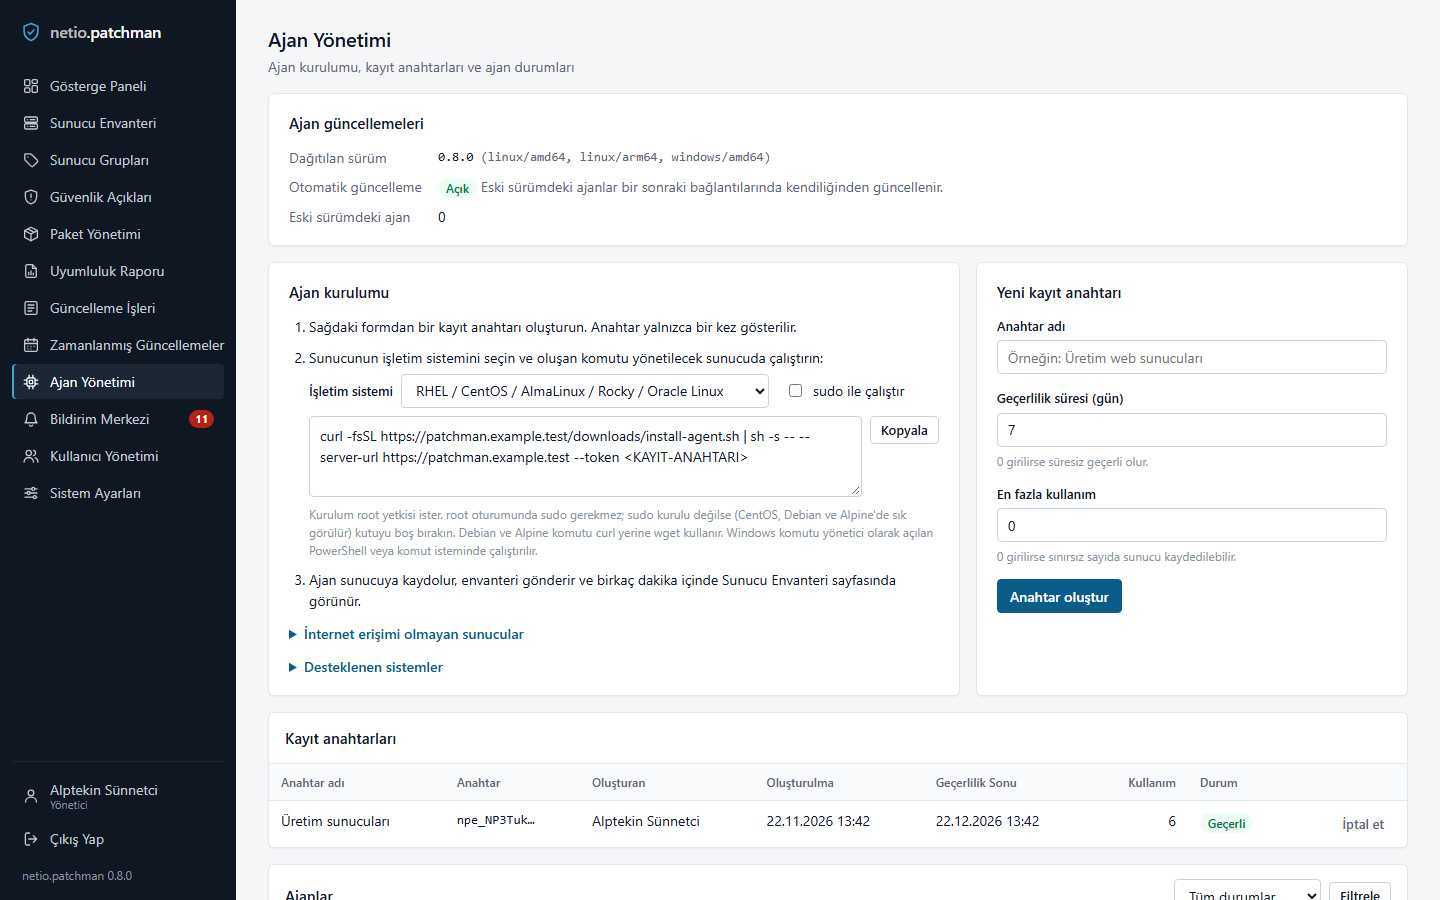 netio.patchman
Gösterge Paneli
Sunucu Envanteri
Sunucu Grupları
Güvenlik Açıkları
Paket Yönetimi
Uyumluluk Raporu
Güncelleme İşleri
Zamanlanmış Güncellemeler
Ajan Yönetimi
Bildirim Merkezi 11
Kullanıcı Yönetimi
Sistem Ayarları
Alptekin Sünnetci
Yönetici
Çıkış Yap
netio.patchman 0.8.0
Ajan Yönetimi
Ajan kurulumu, kayıt anahtarları ve ajan durumları
Ajan güncellemeleri
Dağıtılan sürüm 0.8.0 (linux/amd64, linux/arm64, windows/amd64)
Otomatik güncelleme Açık Eski sürümdeki ajanlar bir sonraki bağlantılarında kendiliğinden güncellenir.
Eski sürümdeki ajan 0
Ajan kurulumu
1. Sağdaki formdan bir kayıt anahtarı oluşturun. Anahtar yalnızca bir kez gösterilir.
2. Sunucunun işletim sistemini seçin ve oluşan komutu yönetilecek sunucuda çalıştırın:
İşletim sistemi RHEL / CentOS / AlmaLinux / Rocky / Oracle Linux sudo ile çalıştır
curl -fsSL https://patchman.example.test/downloads/install-agent.sh | sh -s -- --
server-url https://patchman.example.test --token <KAYIT-ANAHTARI>
Kopyala
Kurulum root yetkisi ister. root oturumunda sudo gerekmez; sudo kurulu değilse (CentOS, Debian ve Alpine'de sık
görülür) kutuyu boş bırakın. Debian ve Alpine komutu curl yerine wget kullanır. Windows komutu yönetici olarak açılan
PowerShell veya komut isteminde çalıştırılır.
3. Ajan sunucuya kaydolur, envanteri gönderir ve birkaç dakika içinde Sunucu Envanteri sayfasında
görünür.
İnternet erişimi olmayan sunucular
Desteklenen sistemler
Yeni kayıt anahtarı
Anahtar adı
Örneğin: Üretim web sunucuları
Geçerlilik süresi (gün)
7
0 girilirse süresiz geçerli olur.
En fazla kullanım
0
0 girilirse sınırsız sayıda sunucu kaydedilebilir.
Anahtar oluştur
Kayıt anahtarları
Anahtar adı Anahtar Oluşturan Oluşturulma Geçerlilik Sonu Kullanım Durum
Üretim sunucuları npe_NP3Tuk… Alptekin Sünnetci 22.11.2026 13:42 22.12.2026 13:42 6 Geçerli İptal et
Ajanlar Tüm durumlar Filtrele